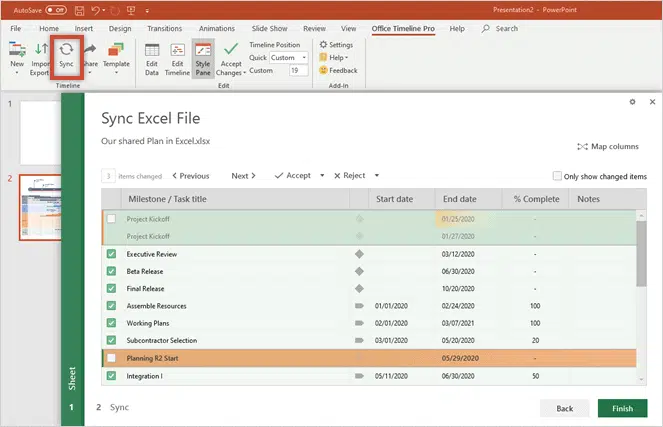 AutoSave Off Presentation2 - PowerPoint
File Home Insert Design Transitions Animations Slide Show Review View Office Timeline Pro Help Search
New Import Export Sync Share Template Edit Data Edit Timeline Style Pane Accept Changes
Timeline Position
Quick Custom
Custom 19
Settings
Help
Feedback
Timeline Edit Add-In
1
2
Sync Excel File
Our shared Plan in Excel.xlsx
Map columns
items changed Previous Next Accept Reject Only show changed items
Milestone / Task title Start date End date % Complete Notes
Project Kickoff 01/25/2020 -
Project Kickoff 01/27/2020 -
Executive Review 03/12/2020 -
Beta Release 06/30/2020 -
Final Release 10/20/2020 -
Assemble Resources 01/01/2020 02/24/2020 100
Working Plans 02/01/2020 03/07/2021 100
Subcontractor Selection 03/01/2020 05/20/2020 20
Planning R2 Start 05/29/2020 -
Integration I 05/11/2020 06/30/2020 50
Sheet
1 2 Sync Back Finish